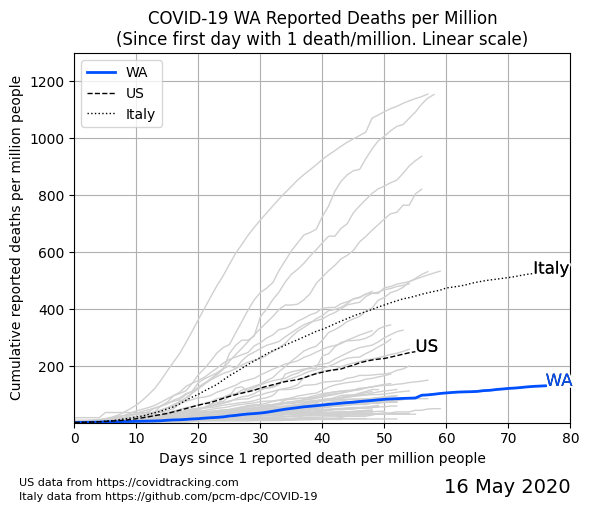 COVID-19 WA Reported Deaths per Million
(Since first day with 1 death/million. Linear scale)
Cumulative reported deaths per million people
1200
1000
800
600
400
200
WA
US
Italy
Italy
US
WA
0 10 20 30 40 50 60 70 80
Days since 1 reported death per million people
US data from https://covidtracking.com
Italy data from https://github.com/pcm-dpc/COVID-19
16 May 2020